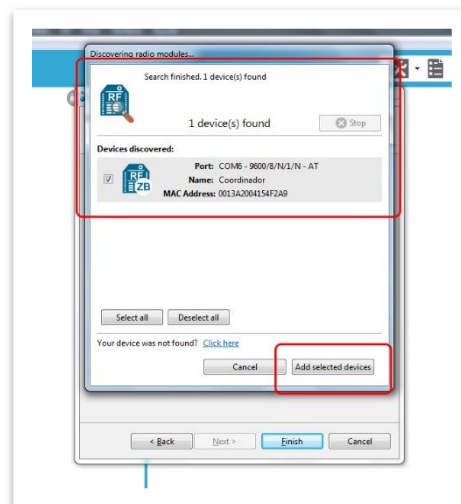 Discovering radio modules...
Search finished. 1 device(s) found
RF
1 device(s) found
Stop
Devices discovered:
RF
ZB
Port: COM6 - 9600/8/N/1/N - AT
Name: Coordinador
MAC Address: 0013A2004154F2A9
Select all
Deselect all
Your device was not found? Click here
Cancel
Add selected devices
< Back
Next >
Finish
Cancel